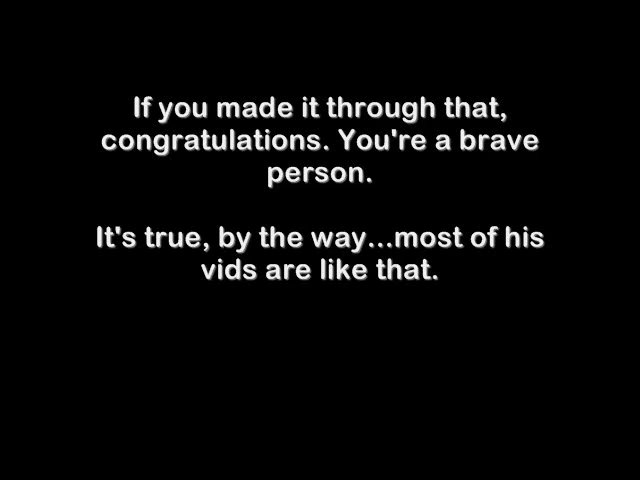 If you made it through that,
congratulations. You're a brave
person.
It's true, by the way...most of his
vids are like that.